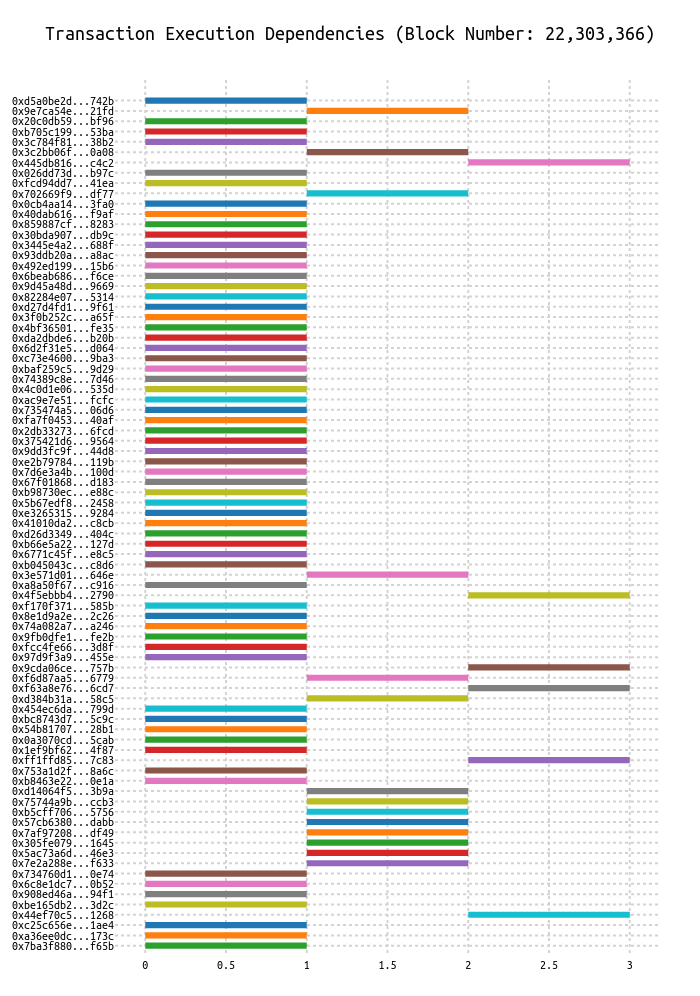 Transaction Execution Dependencies (Block Number: 22,303,366)
0xd5a0be2d...742b
0x9e7ca54e...21fd
0x20c0db59...bf96
0xb705c199...53ba
0x3c784f81...38b2
0x3c2bb06f...0a08
0x445db816...c4c2
0x026dd73d...b97c
0xfcd94dd7...41ea
0x702669f9...df77
0x0cb4aa14...3fa0
0x40dab616...f9af
0x859887cf...8283
0x30bda907...db9c
0x3445e4a2...688f
0x93ddb20a...a8ac
0x492ed199...15b6
0x6beab686...f6ce
0x9d45a48d...9669
0x82284e07...5314
0xd27d4fd1...9f61
0x3f0b252c...a65f
0x4bf36501...fe35
0xda2dbde6...b20b
0x6d2f31e5...d064
0xc73e4600...9ba3
0xbaf259c5...9d29
0x74389c8e...7d46
0x4c0d1e06...535d
0xac9e7e51...fcfc
0x735474a5...06d6
0xfa7f0453...40af
0x2db33273...6fcd
0x375421d6...9564
0x9dd3fc9f...44d8
0xe2b79784...119b
0x7d6e3a4b...100d
0x67f01868...d183
0xb98730ec...e88c
0x5b67edf8...2458
0xe3265315...9284
0x41010da2...c8cb
0xd26d3349...404c
0xb66e5a22...127d
0x6771c45f...e8c5
0xb045043c...c8d6
0x3e571d01...646e
0xa8a50f67...c916
0x4f5ebbb4...2790
0xf170f371...585b
0x8e1d9a2e...2c26
0x74a082a7...a246
0x9fb0dfe1...fe2b
0xfcc4fe66...3d8f
0x97d9f3a9...455e
0x9cda06ce...757b
0xf6d87aa5...6779
0xf63a8e76...6cd7
0xd384b31a...58c5
0x454ec6da...799d
0xbc8743d7...5c9c
0x54b81707...28b1
0x0a3070cd...5cab
0x1ef9bf62...4f87
0xff1ffd85...7c83
0x753a1d2f...8a6c
0xb8463e22...0e1a
0xd14064f5...3b9a
0x75744a9b...ccb3
0xb5cff706...5756
0x57cb6380...dabb
0x7af97208...df49
0x305fe079...1645
0x5ac73a6d...46e3
0x7e2a288e...f633
0x734760d1...0e74
0x6c8e1dc7...0b52
0x908ed46a...94f1
0xbe165db2...3d2c
0x44ef70c5...1268
0xc25c656e...1ae4
0xa36ee0dc...173c
0x7ba3f880...f65b
0 0.5 1 1.5 2 2.5 3